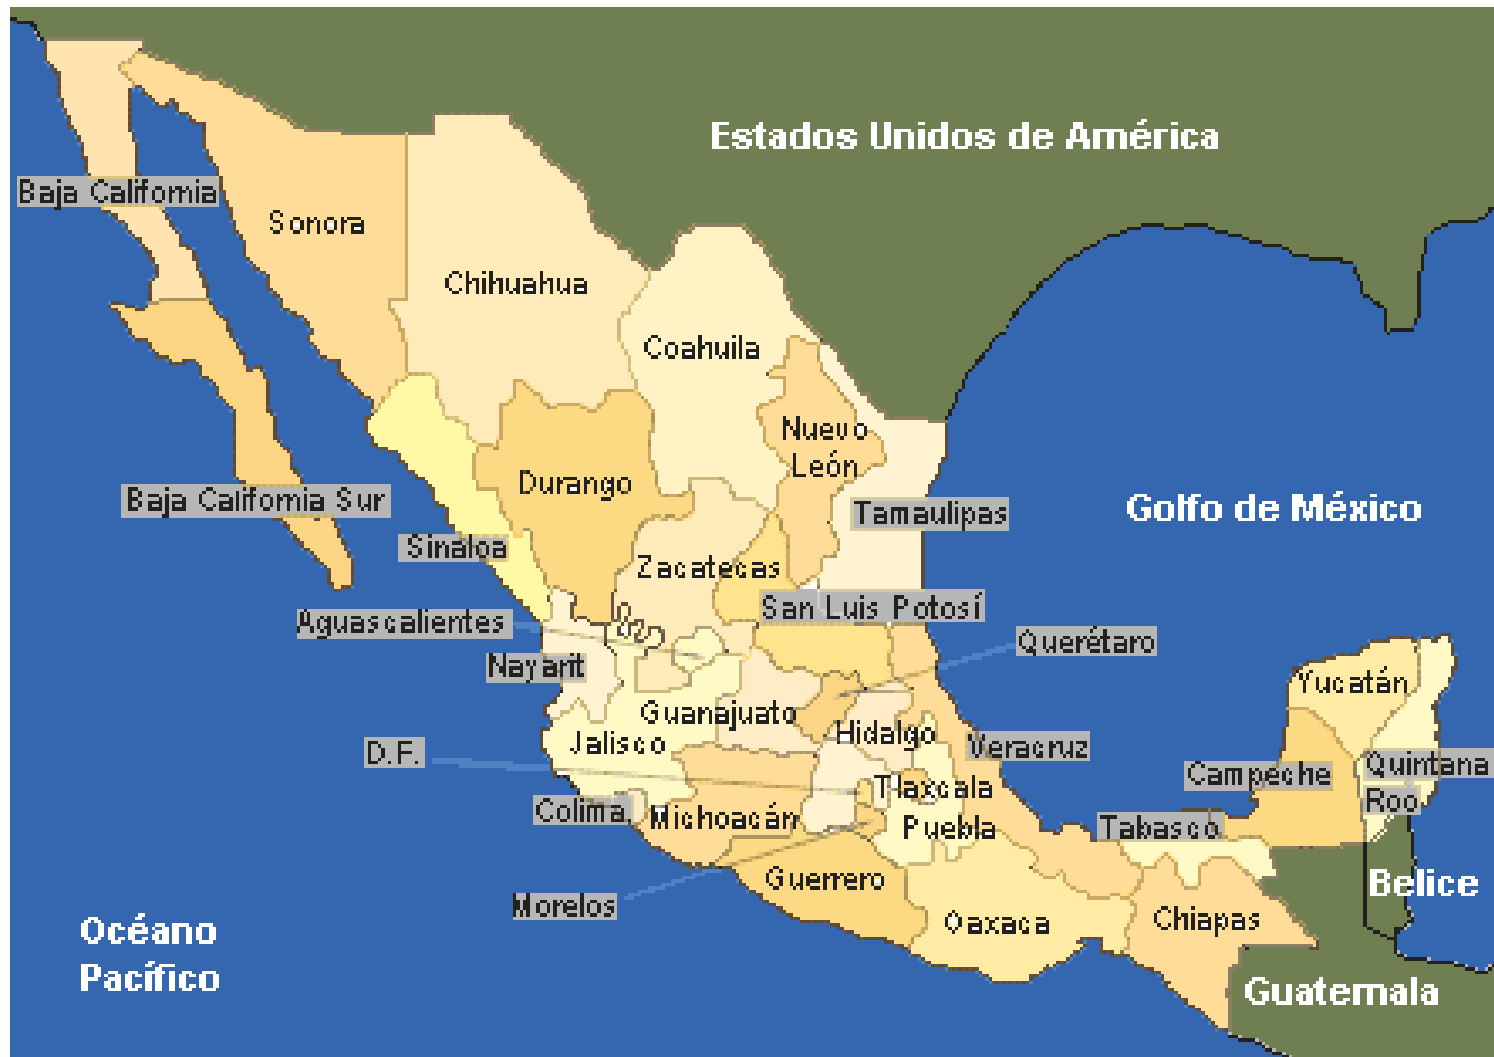 Estados Unidos de América
Baja California
Sonora
Chihuahua
Coahuila
Nuevo
León
Durango
Baja California Sur
Tamaulipas
Golfo de México
Sinaloa
Zacatecas
San Luis Potosí
Aguascalientes
Querétaro
Nayarit
Yucatán
Guanajuato
Hidalgo
Jalisco
Veracruz
D.F.
Quintana
Roo
Campeche
Tlaxcala
Colima
Michoacán
Puebla
Tabasco
Guerrero
Belice
Morelos
Oaxaca
Chiapas
Océano
Pacífico
Guatemala